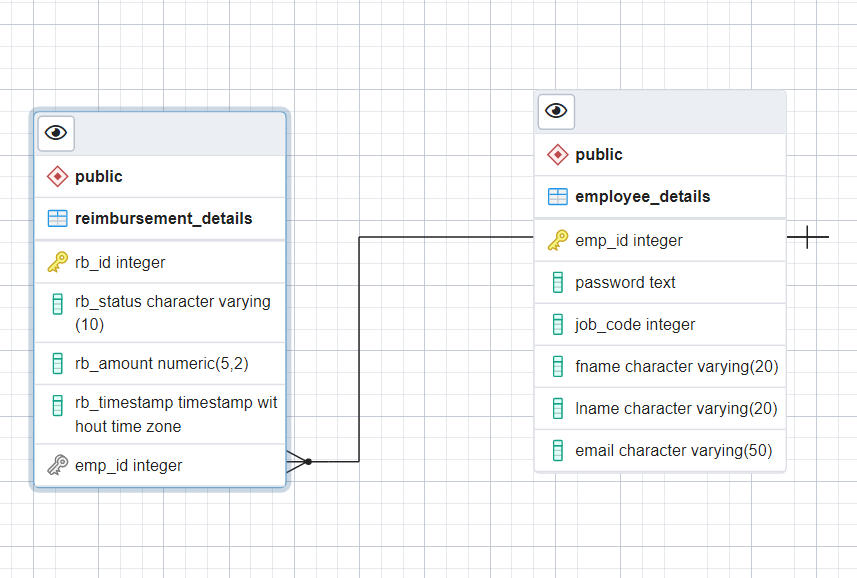 public
reimbursement_details
rb_id integer
rb_status character varying
(10)
rb_amount numeric(5,2)
rb_timestamp timestamp wit
hout time zone
emp_id integer
public
employee_details
emp_id integer
password text
job_code integer
fname character varying(20)
lname character varying(20)
email character varying(50)